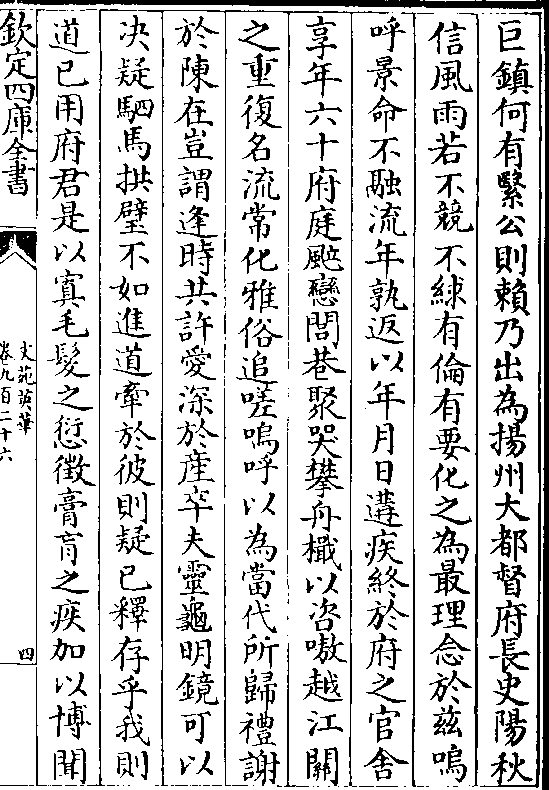 巨鎮何有緊公則賴乃出為揚州大都督府長史陽秋
信風雨若不競不絿有倫有要化之為最理念於兹嗚
呼景命不融流年孰返以年月日遘疾終於府之官舍
享年六十府庭颭戀閭巷聚哭攀舟檝以咨嗷越江關
之重復名流常化雅俗追嗟嗚呼以為當代所歸禮謝
於陳在豈謂逢時共許愛深於産卒夫靈龜明鏡可以
决疑駟馬拱璧不如進道牽於彼則疑已釋存乎我則
道已用府君是以寘毛髮之愆徵膏肓之疾加以博聞
欽定四庫全書
文苑英華
卷九百二十六
四